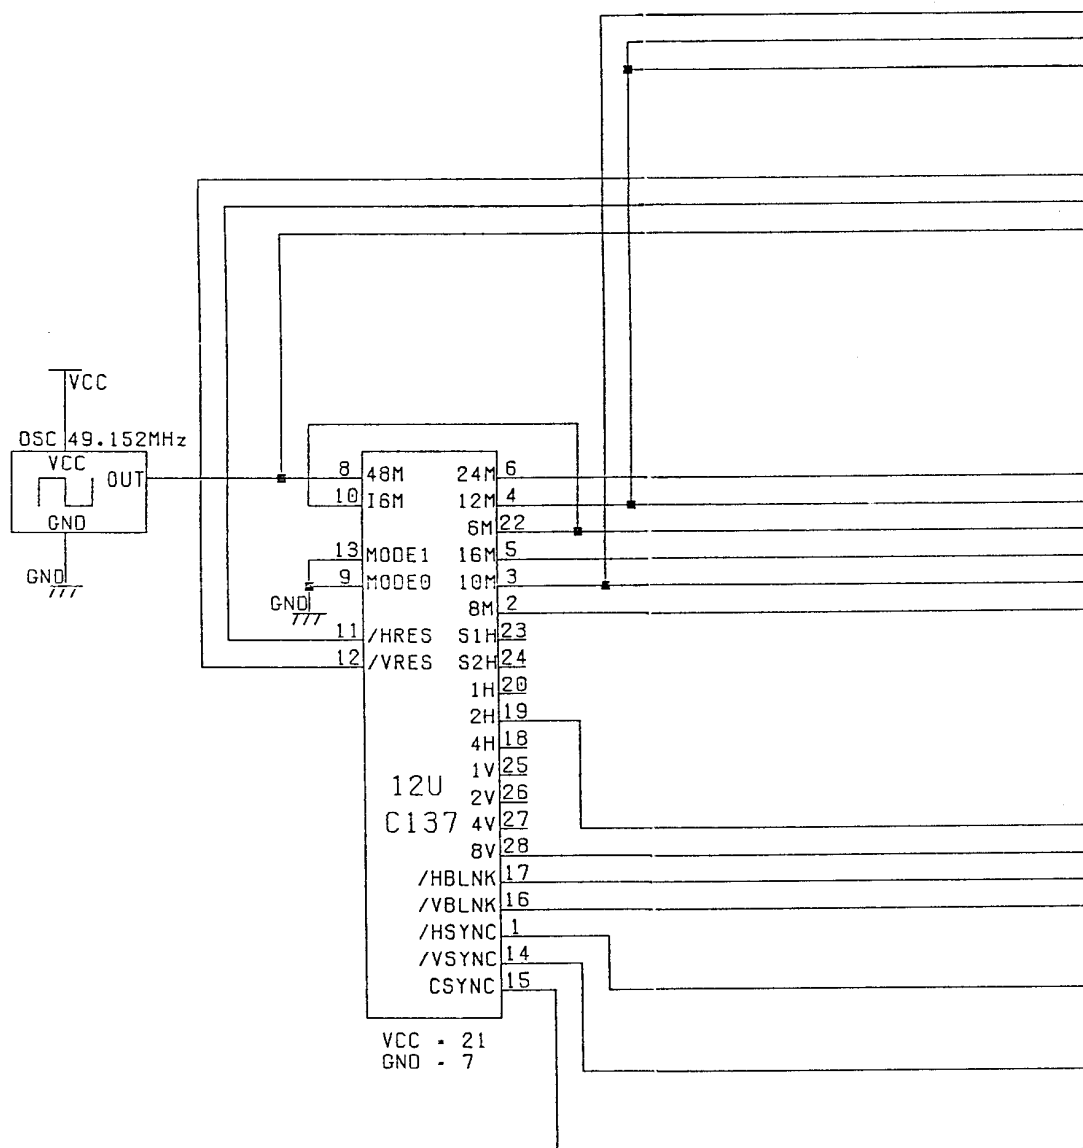 VCC
OSC 49.152MHz
VCC
OUT
GND
GND
8 48M 24M 6
10 I6M 12M 4
6M 22
13 MODE1 16M 5
9 MODE0 10M 3
GND
8M 2
11 /HRES S1H 23
12 /VRES S2H 24
1H 20
2H 19
4H 18
1V 25
12U
2V 26
C137
4V 27
8V 28
/HBLNK 17
/VBLNK 16
/HSYNC 1
/VSYNC 14
CSYNC 15
VCC - 21
GND - 7